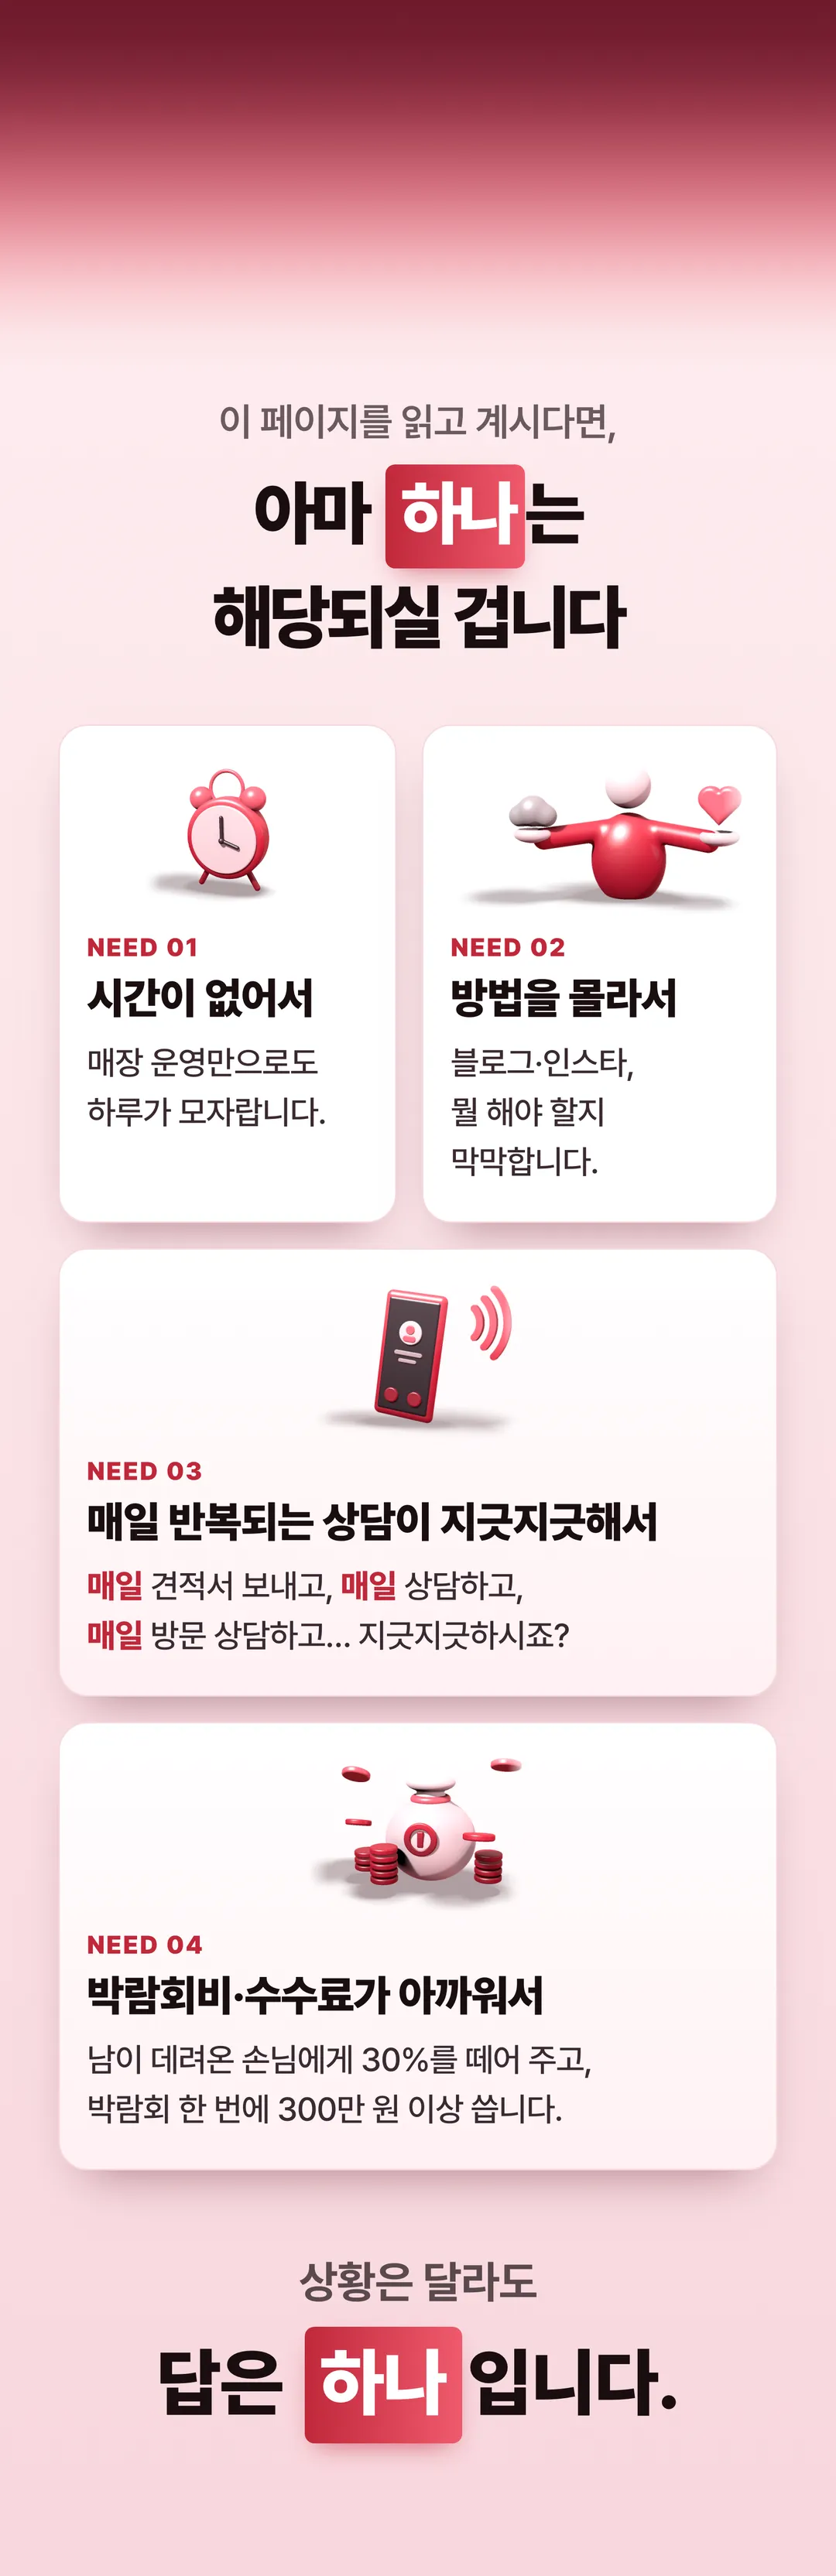 이 페이지를 읽고 계시다면,
아마 하나는
해당되실 겁니다
NEED 01
시간이 없어서
매장 운영만으로도
하루가 모자랍니다.
NEED 02
방법을 몰라서
블로그·인스타,
뭘 해야 할지
막막합니다.
NEED 03
매일 반복되는 상담이 지긋지긋해서
매일 견적서 보내고, 매일 상담하고,
매일 방문 상담하고... 지긋지긋하시죠?
NEED 04
박람회비·수수료가 아까워서
남이 데려온 손님에게 30%를 떼어 주고,
박람회 한 번에 300만 원 이상 씁니다.
상황은 달라도
답은 하나입니다.